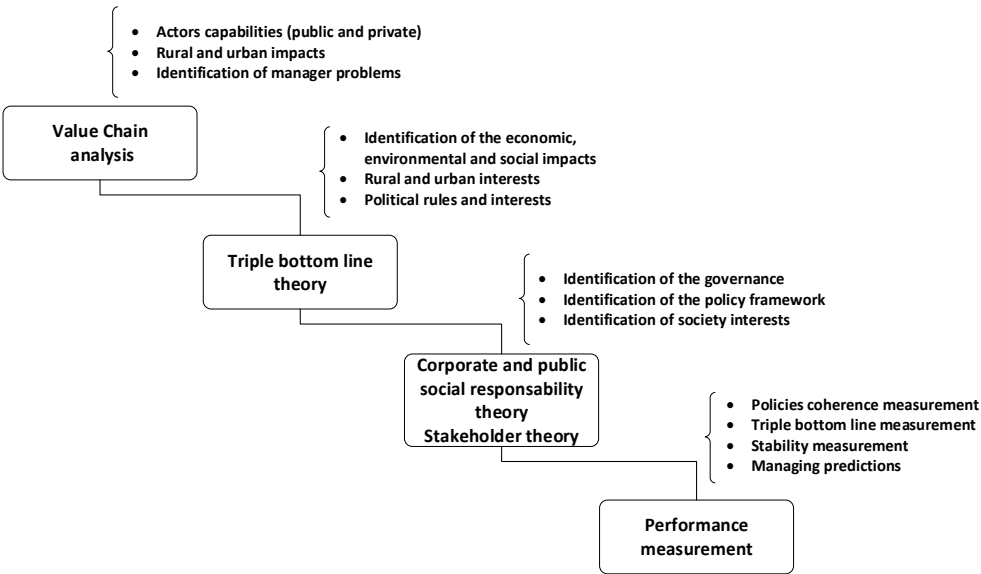 • Actors capabilities (public and private)
• Rural and urban impacts
• Identification of manager problems
Value Chain
analysis
• Identification of the economic,
environmental and social impacts
• Rural and urban interests
• Political rules and interests
Triple bottom line
theory
• Identification of the governance
• Identification of the policy framework
• Identification of society interests
Corporate and public
social responsability
theory
Stakeholder theory
• Policies coherence measurement
• Triple bottom line measurement
• Stability measurement
• Managing predictions
Performance
measurement